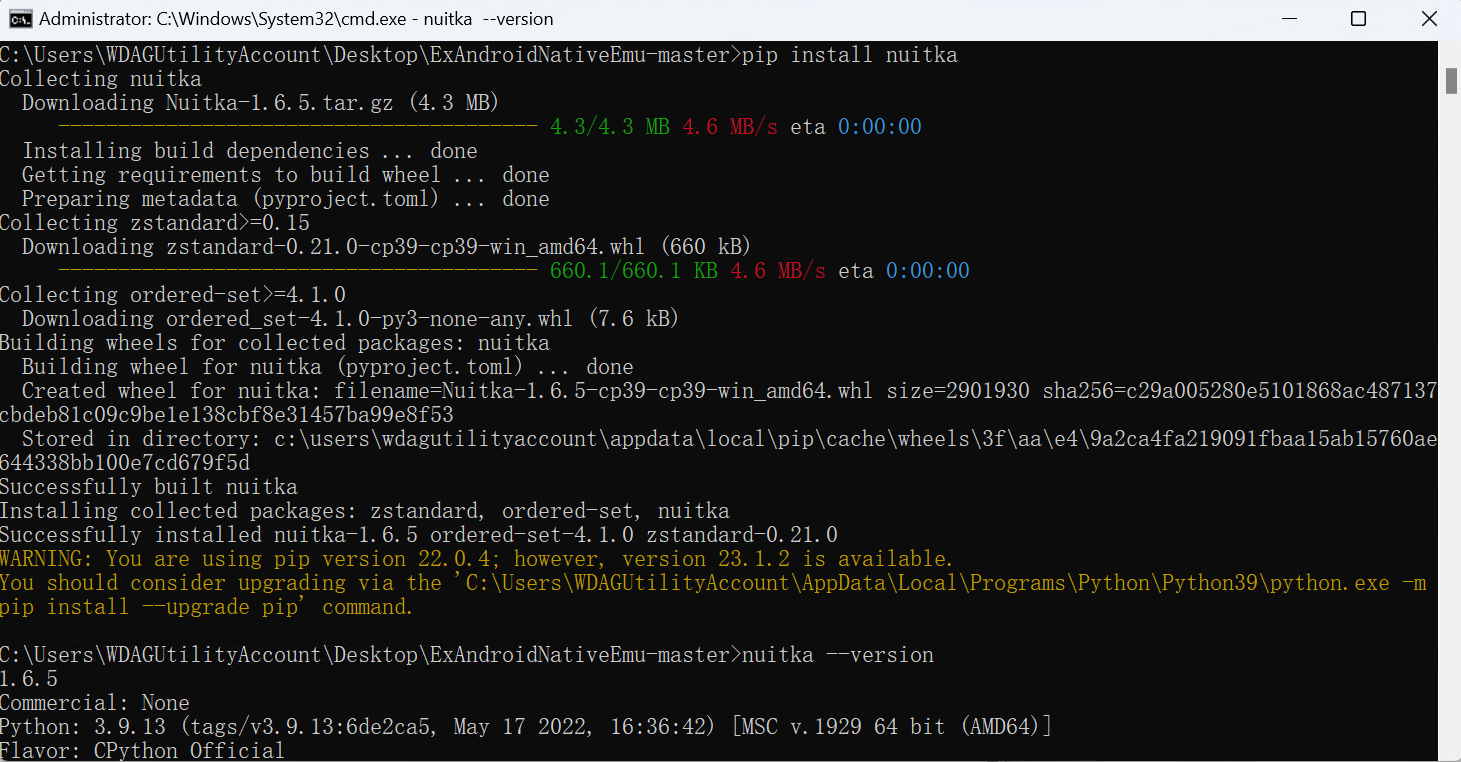 Administrator: C:\Windows\System32\cmd.exe - nuitka  --version
C:\Users\WDAGUtilityAccount\Desktop\ExAndroidNativeEmu-master>pip install nuitka
Collecting nuitka
  Downloading Nuitka-1.6.5.tar.gz (4.3 MB)
     ---------------------------------------- 4.3/4.3 MB 4.6 MB/s eta 0:00:00
  Installing build dependencies ... done
  Getting requirements to build wheel ... done
  Preparing metadata (pyproject.toml) ... done
Collecting zstandard>=0.15
  Downloading zstandard-0.21.0-cp39-cp39-win_amd64.whl (660 kB)
     ---------------------------------------- 660.1/660.1 KB 4.6 MB/s eta 0:00:00
Collecting ordered-set>=4.1.0
  Downloading ordered_set-4.1.0-py3-none-any.whl (7.6 kB)
Building wheels for collected packages: nuitka
  Building wheel for nuitka (pyproject.toml) ... done
  Created wheel for nuitka: filename=Nuitka-1.6.5-cp39-cp39-win_amd64.whl size=2901930 sha256=c29a005280e5101868ac487137
cbdeb81c09c9be1e138cbf8e31457ba99e8f53
  Stored in directory: c:\users\wdagutilityaccount\appdata\local\pip\cache\wheels\3f\aa\e4\9a2ca4fa219091fbaa15ab15760ae
644338bb100e7cd679f5d
Successfully built nuitka
Installing collected packages: zstandard, ordered-set, nuitka
Successfully installed nuitka-1.6.5 ordered-set-4.1.0 zstandard-0.21.0
WARNING: You are using pip version 22.0.4; however, version 23.1.2 is available.
You should consider upgrading via the 'C:\Users\WDAGUtilityAccount\AppData\Local\Programs\Python\Python39\python.exe -m
pip install --upgrade pip' command.
C:\Users\WDAGUtilityAccount\Desktop\ExAndroidNativeEmu-master>nuitka --version
1.6.5
Commercial: None
Python: 3.9.13 (tags/v3.9.13:6de2ca5, May 17 2022, 16:36:42) [MSC v.1929 64 bit (AMD64)]
Flavor: CPython Official